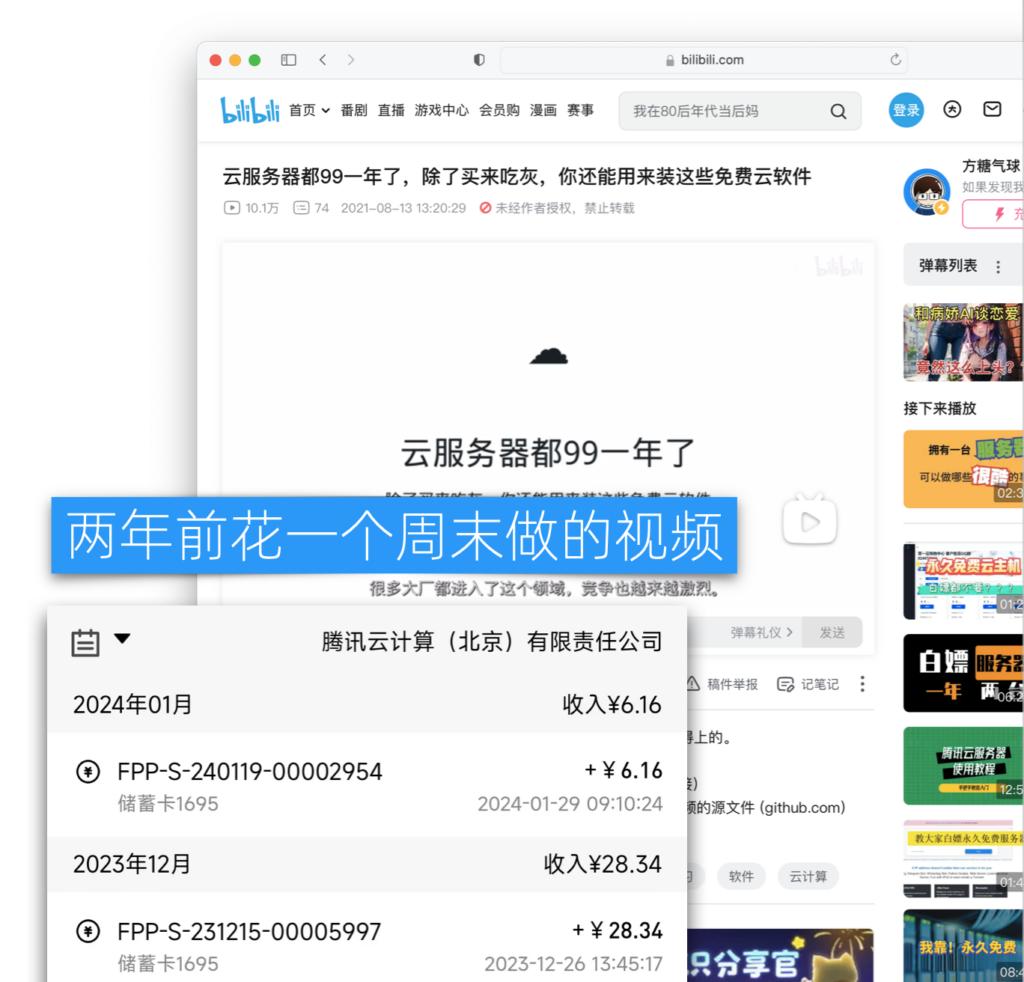 bilibili.com
bilibili 首页 番剧 直播 游戏中心 会员购 漫画 赛事 我在80后年代当后妈 登录 大
云服务器都99一年了，除了买来吃灰，你还能用来装这些免费云软件
10.1万 74 2021-08-13 13:20:29 未经作者授权，禁止转载
方糖气球
如果发现我
充
弹幕列表
bilibili
云服务器都99一年了
除了买来吃灰，你还能用来装这些免费云软件
两年前花一个周末做的视频
很多大厂都进入了这个领域，竞争也越来越激烈。
弹幕礼仪 发送
稿件举报 记笔记
得上的。
频的源文件 (github.com)
软件 云计算
识分享官
腾讯云计算（北京）有限责任公司
2024年01月 收入¥6.16
FPP-S-240119-00002954 +￥6.16
储蓄卡1695 2024-01-29 09:10:24
2023年12月 收入¥28.34
FPP-S-231215-00005997 +￥28.34
储蓄卡1695 2023-12-26 13:45:17
和病娇AI谈恋爱
竟然这么上头?
接下来播放
拥有一台 服务器
可以做哪些 很酷的
02:3
永久免费云主机
01:2
白嫖 服务器
一年 两台
06:2
腾讯云服务器
使用教程
12:5
教大家白嫖永久免费服务器
01:4
我靠！永久免费
08:4